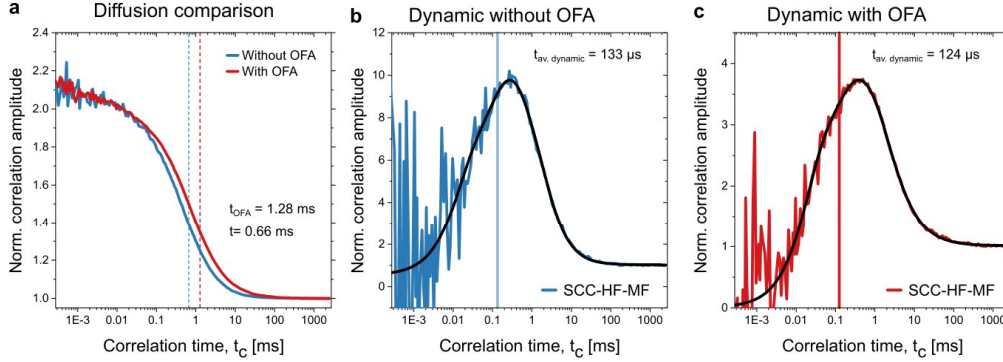 a
Diffusion comparison
Norm. correlation amplitude
2.4
2.2
2.0
1.8
1.6
1.4
1.2
1.0
Without OFA
With OFA
tOFA = 1.28 ms
t= 0.66 ms
1E-3 0.01 0.1 1 10 100 1000
Correlation time, tC [ms]
b
Dynamic without OFA
Norm. correlation amplitude
12
10
8
6
4
2
0
tav. dynamic = 133 µs
SCC-HF-MF
1E-3 0.01 0.1 1 10 100 1000
Correlation time, tC [ms]
c
Dynamic with OFA
Norm. correlation amplitude
4
3
2
1
0
tav. dynamic = 124 µs
SCC-HF-MF
1E-3 0.01 0.1 1 10 100 1000
Correlation time, tC [ms]